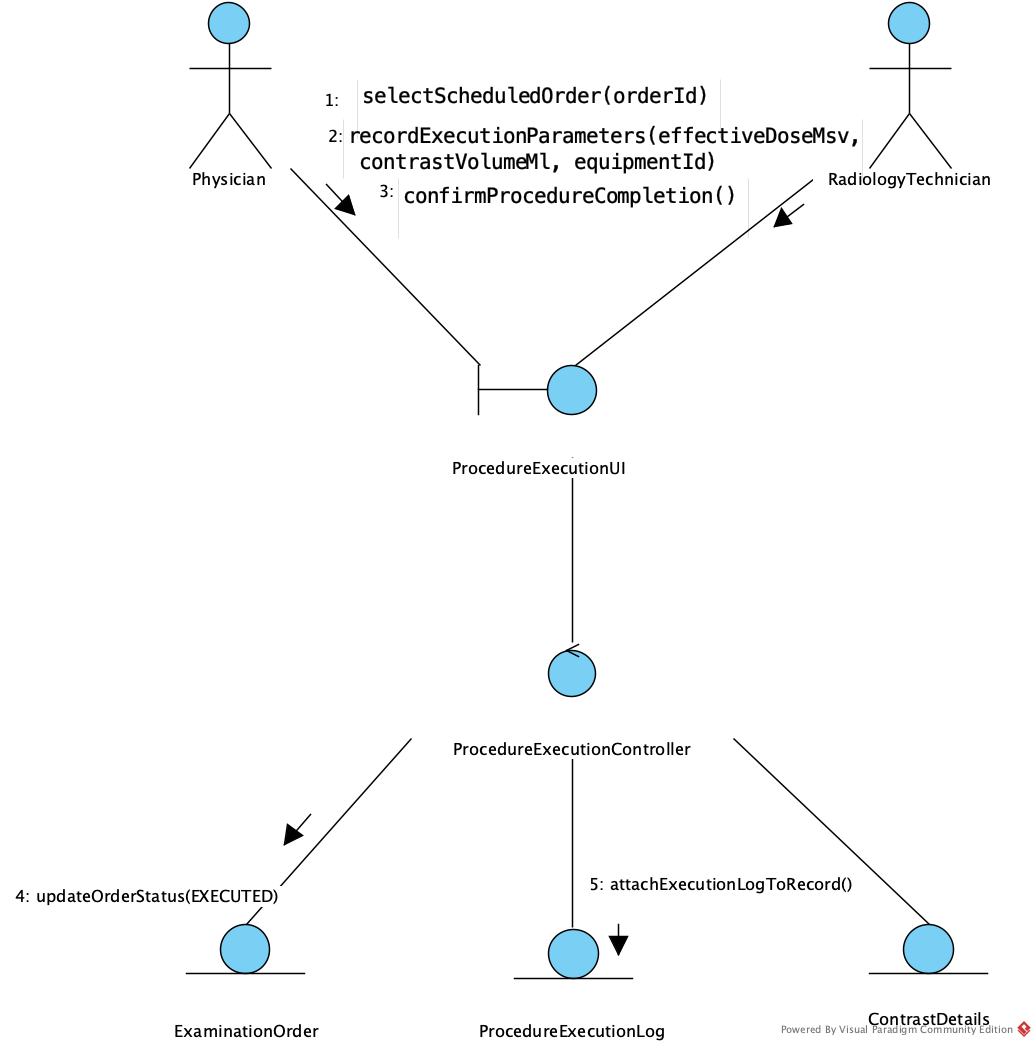 1: selectScheduledOrder(orderId)
2: recordExecutionParameters(effectiveDoseMsv,
contrastVolumeMl, equipmentId)
3: confirmProcedureCompletion()
Physician
RadiologyTechnician
ProcedureExecutionUI
ProcedureExecutionController
4: updateOrderStatus(EXECUTED)
5: attachExecutionLogToRecord()
ExaminationOrder
ProcedureExecutionLog
ContrastDetails
Powered By Visual Paradigm Community Edition